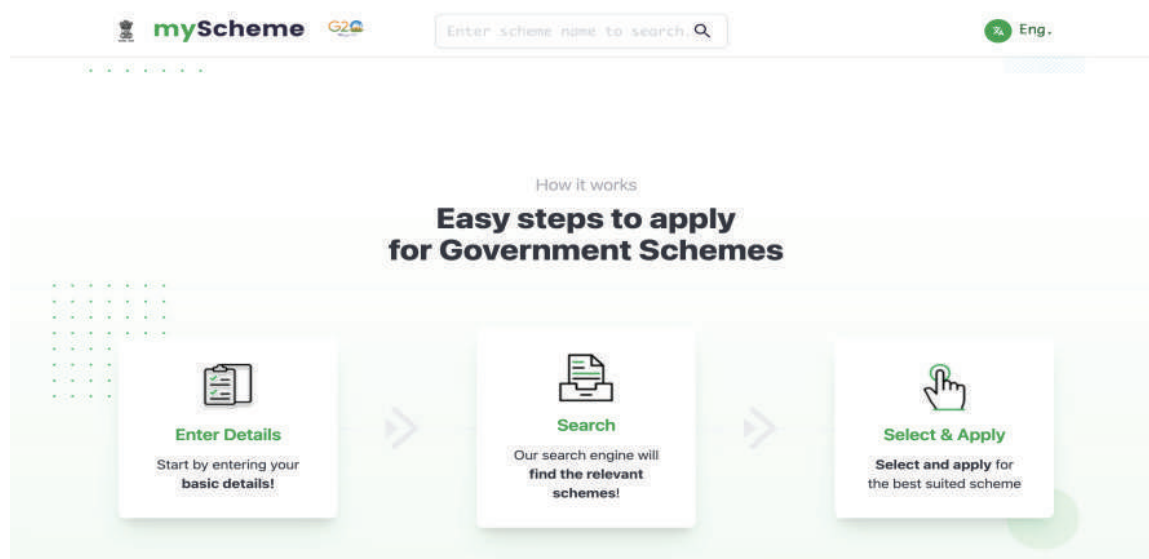 myScheme
G20
Enter scheme name to search.
Eng.
How it works
Easy steps to apply
for Government Schemes
Enter Details
Start by entering your
basic details!
Search
Our search engine will
find the relevant
schemes!
Select & Apply
Select and apply for
the best suited scheme